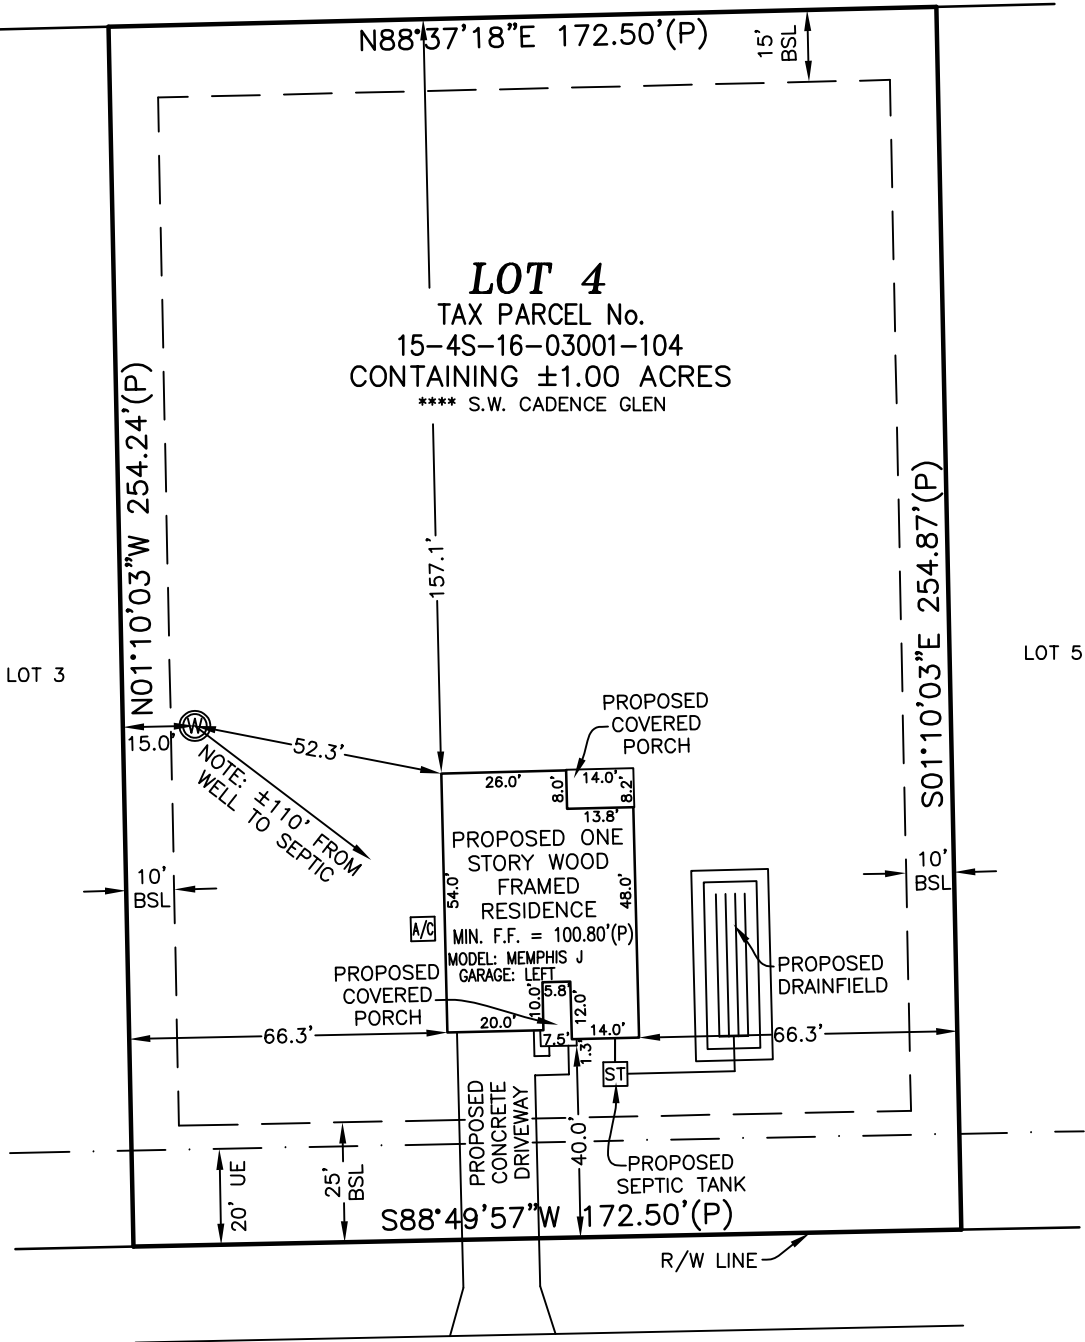 N88°37'18"E 172.50'(P)
15'
BSL
LOT 4
TAX PARCEL No.
15-4S-16-03001-104
CONTAINING ±1.00 ACRES
**** S.W. CADENCE GLEN
N01°10'03"W 254.24'(P)
S01°10'03"E 254.87'(P)
157.1'
LOT 3
LOT 5
W
15.0'
52.3'
NOTE: ±110' FROM
WELL TO SEPTIC
PROPOSED
COVERED
PORCH
26.0'
8.0'
14.0'
8.2'
13.8'
PROPOSED ONE
STORY WOOD
FRAMED
RESIDENCE
MIN. F.F. = 100.80'(P)
MODEL: MEMPHIS J
GARAGE: LEFT
54.0'
48.0'
10'
BSL
10'
BSL
A/C
PROPOSED
COVERED
PORCH
PROPOSED
DRAINFIELD
5.8'
10.0'
12.0'
20.0'
7.5'
14.0'
1.3'
66.3'
66.3'
ST
PROPOSED
CONCRETE
DRIVEWAY
40.0'
PROPOSED
SEPTIC TANK
20' UE
25'
BSL
S88°49'57"W 172.50'(P)
R/W LINE